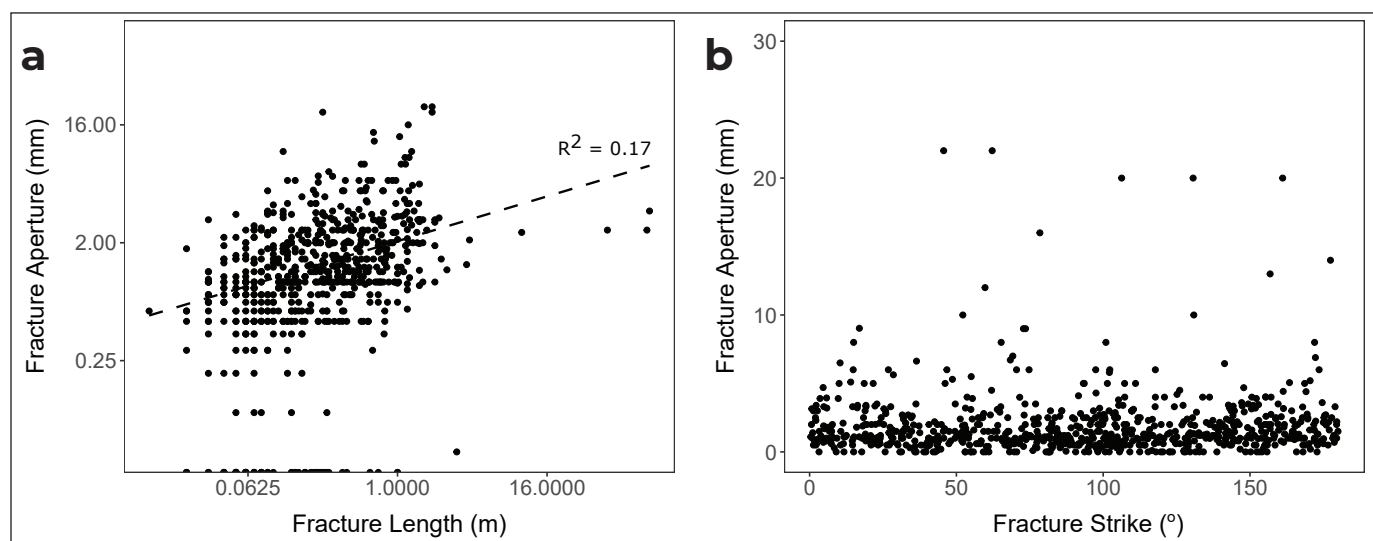 a
Fracture Aperture (mm)
16.00
2.00
0.25
R² = 0.17
0.0625
1.0000
16.0000
Fracture Length (m)
b
Fracture Aperture (mm)
30
20
10
0
0
50
100
150
Fracture Strike (°)